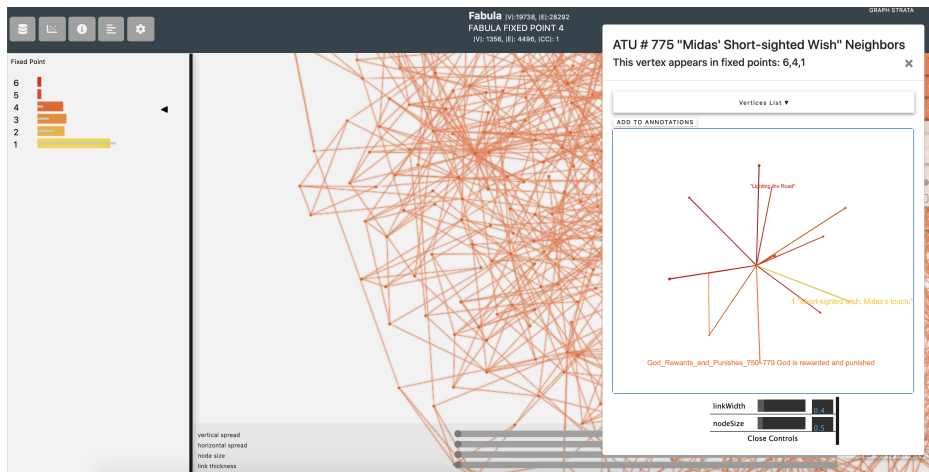 GRAPH STRATA
Fabula |V|:19738, |E|:28292
FABULA FIXED POINT 4
|V|: 1356, |E|: 4496, |CC|: 1
Fixed Point
6
5
4
3
2
1
ATU # 775 "Midas' Short-sighted Wish" Neighbors
This vertex appears in fixed points: 6,4,1
×
Vertices List ▼
ADD TO ANNOTATIONS
"Lighting the Road"
:1 "Short-sighted wish: Midas's touch."
God_Rewards_and_Punishes_750-779 God is rewarded and punished
linkWidth 0.4
nodeSize 0.5
Close Controls
vertical spread
horizontal spread
node size
link thickness